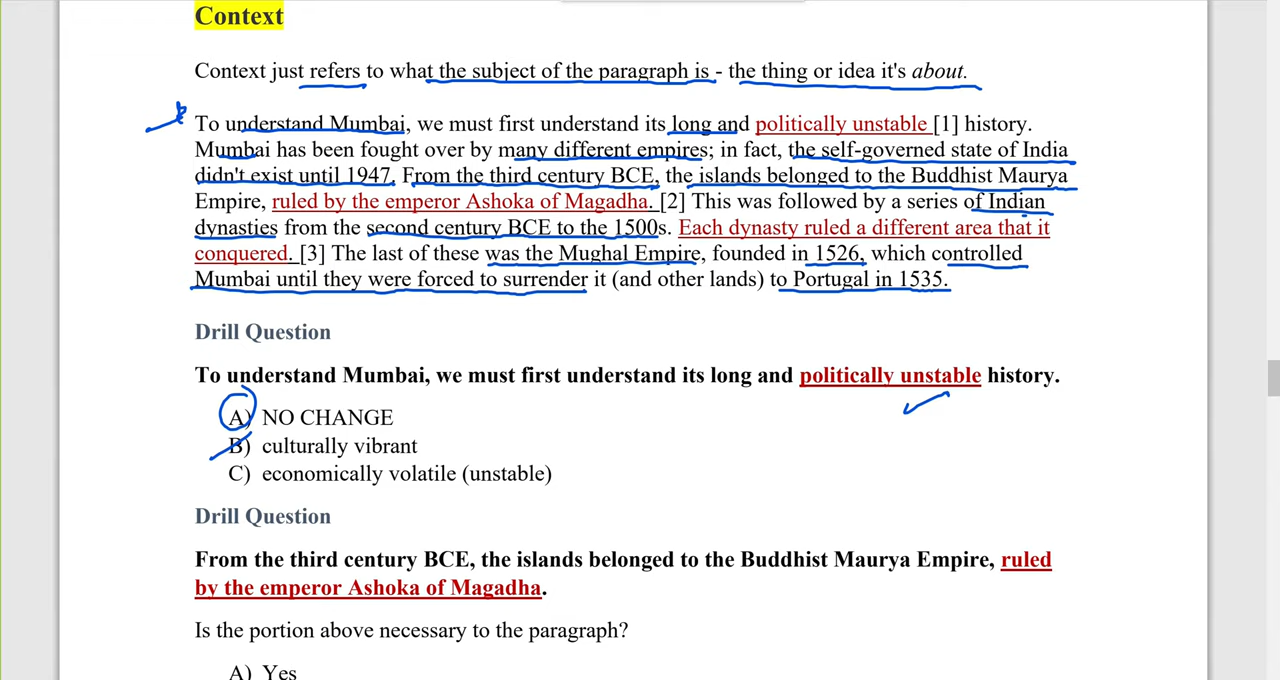 Context
Context just refers to what the subject of the paragraph is - the thing or idea it's about.
To understand Mumbai, we must first understand its long and politically unstable [1] history.
Mumbai has been fought over by many different empires; in fact, the self-governed state of India
didn't exist until 1947. From the third century BCE, the islands belonged to the Buddhist Maurya
Empire, ruled by the emperor Ashoka of Magadha. [2] This was followed by a series of Indian
dynasties from the second century BCE to the 1500s. Each dynasty ruled a different area that it
conquered. [3] The last of these was the Mughal Empire, founded in 1526, which controlled
Mumbai until they were forced to surrender it (and other lands) to Portugal in 1535.
Drill Question
To understand Mumbai, we must first understand its long and politically unstable history.
A) NO CHANGE
B) culturally vibrant
C) economically volatile (unstable)
Drill Question
From the third century BCE, the islands belonged to the Buddhist Maurya Empire, ruled
by the emperor Ashoka of Magadha.
Is the portion above necessary to the paragraph?
A) Yes